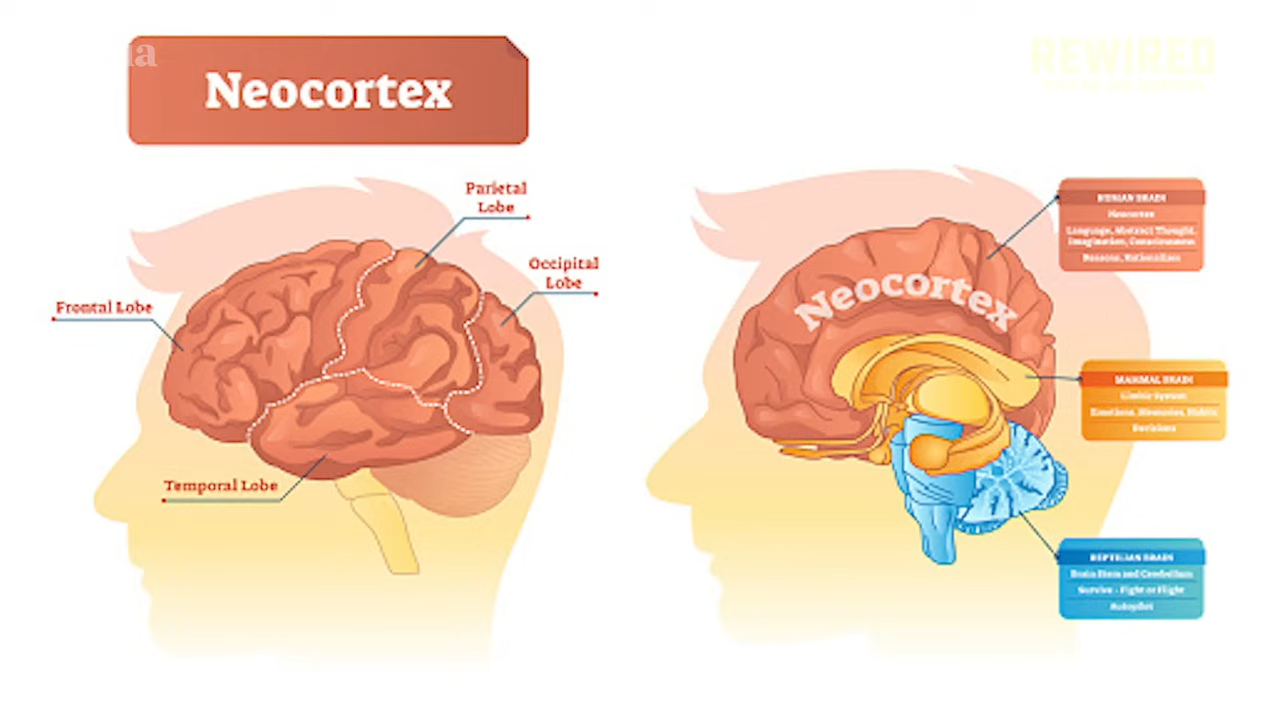 ua
REWIRED
Neocortex
Parietal
Lobe
Occipital
Lobe
Frontal Lobe
Temporal Lobe
Neocortex
HUMAN BRAIN
Neocortex
Language, Abstract Thought,
Imagination, Consciousness
Reasons, Rationalizes
MAMMAL BRAIN
Limbic System
Emotions, Memories, Habits
Decisions
REPTILIAN BRAIN
Brain Stem and Cerebellum
Survive - Fight or Flight
Autopilot